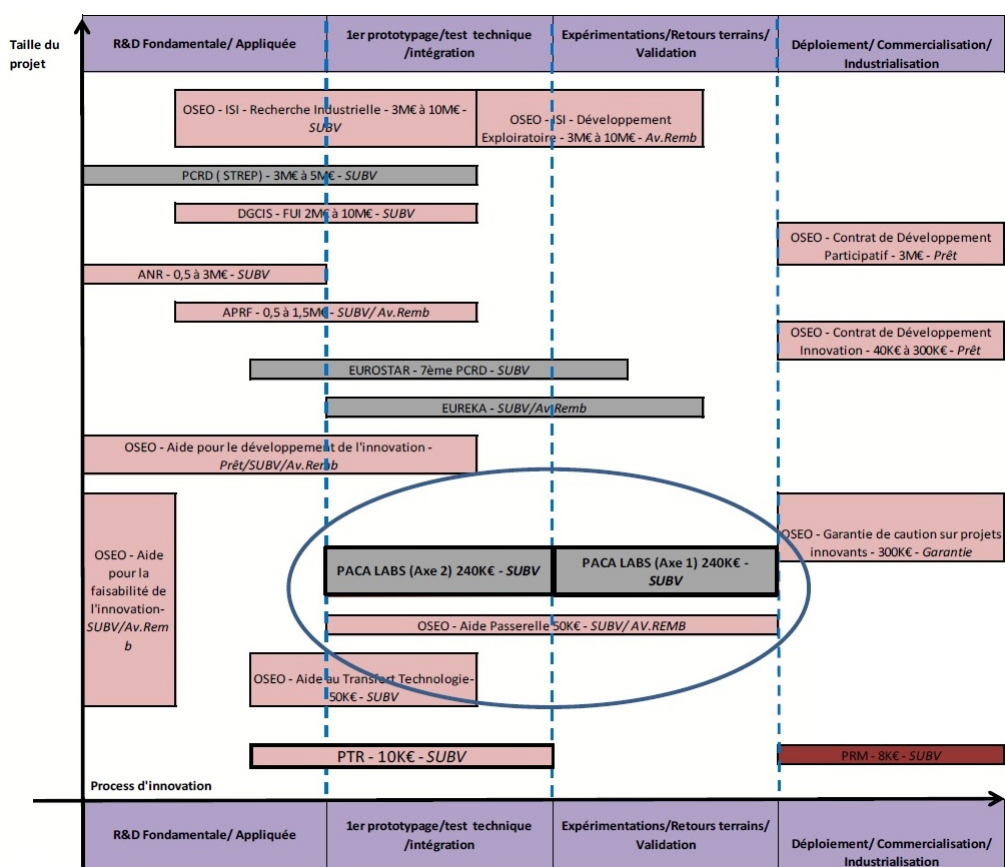 Taille du
projet
R&D Fondamentale/ Appliquée
1er prototypage/test technique
/intégration
Expérimentations/Retours terrains/
Validation
Déploiement/ Commercialisation/
Industrialisation
OSEO - ISI - Recherche Industrielle - 3M€ à 10M€ -
SUBV
OSEO - ISI - Développement
Exploiratoire - 3M€ à 10M€ - Av.Remb
PCRD ( STREP) - 3M€ à 5M€ - SUBV
DGCIS - FUI 2M€ à 10M€ - SUBV
OSEO - Contrat de Développement
Participatif - 3M€ - Prêt
ANR - 0,5 à 3M€ - SUBV
APRF - 0,5 à 1,5M€ - SUBV/ Av.Remb
OSEO - Contrat de Développement
Innovation - 40K€ à 300K€ - Prêt
EUROSTAR - 7ème PCRD - SUBV
EUREKA - SUBV/Av.Remb
OSEO - Aide pour le développement de l'innovation -
Prêt/SUBV/Av.Remb
OSEO - Aide
pour la
faisabilité de
l'innovation-
SUBV/Av.Rem
b
OSEO - Garantie de caution sur projets
innovants - 300K€ - Garantie
PACA LABS (Axe 2) 240K€ - SUBV
PACA LABS (Axe 1) 240K€ -
SUBV
OSEO - Aide Passerelle 50K€ - SUBV/ AV.REMB
OSEO - Aide au Transfort Technologie-
50K€ - SUBV
PTR - 10K€ - SUBV
PRM - 8K€ - SUBV
Process d'innovation
R&D Fondamentale/ Appliquée
1er prototypage/test technique
/intégration
Expérimentations/Retours terrains/
Validation
Déploiement/ Commercialisation/
Industrialisation